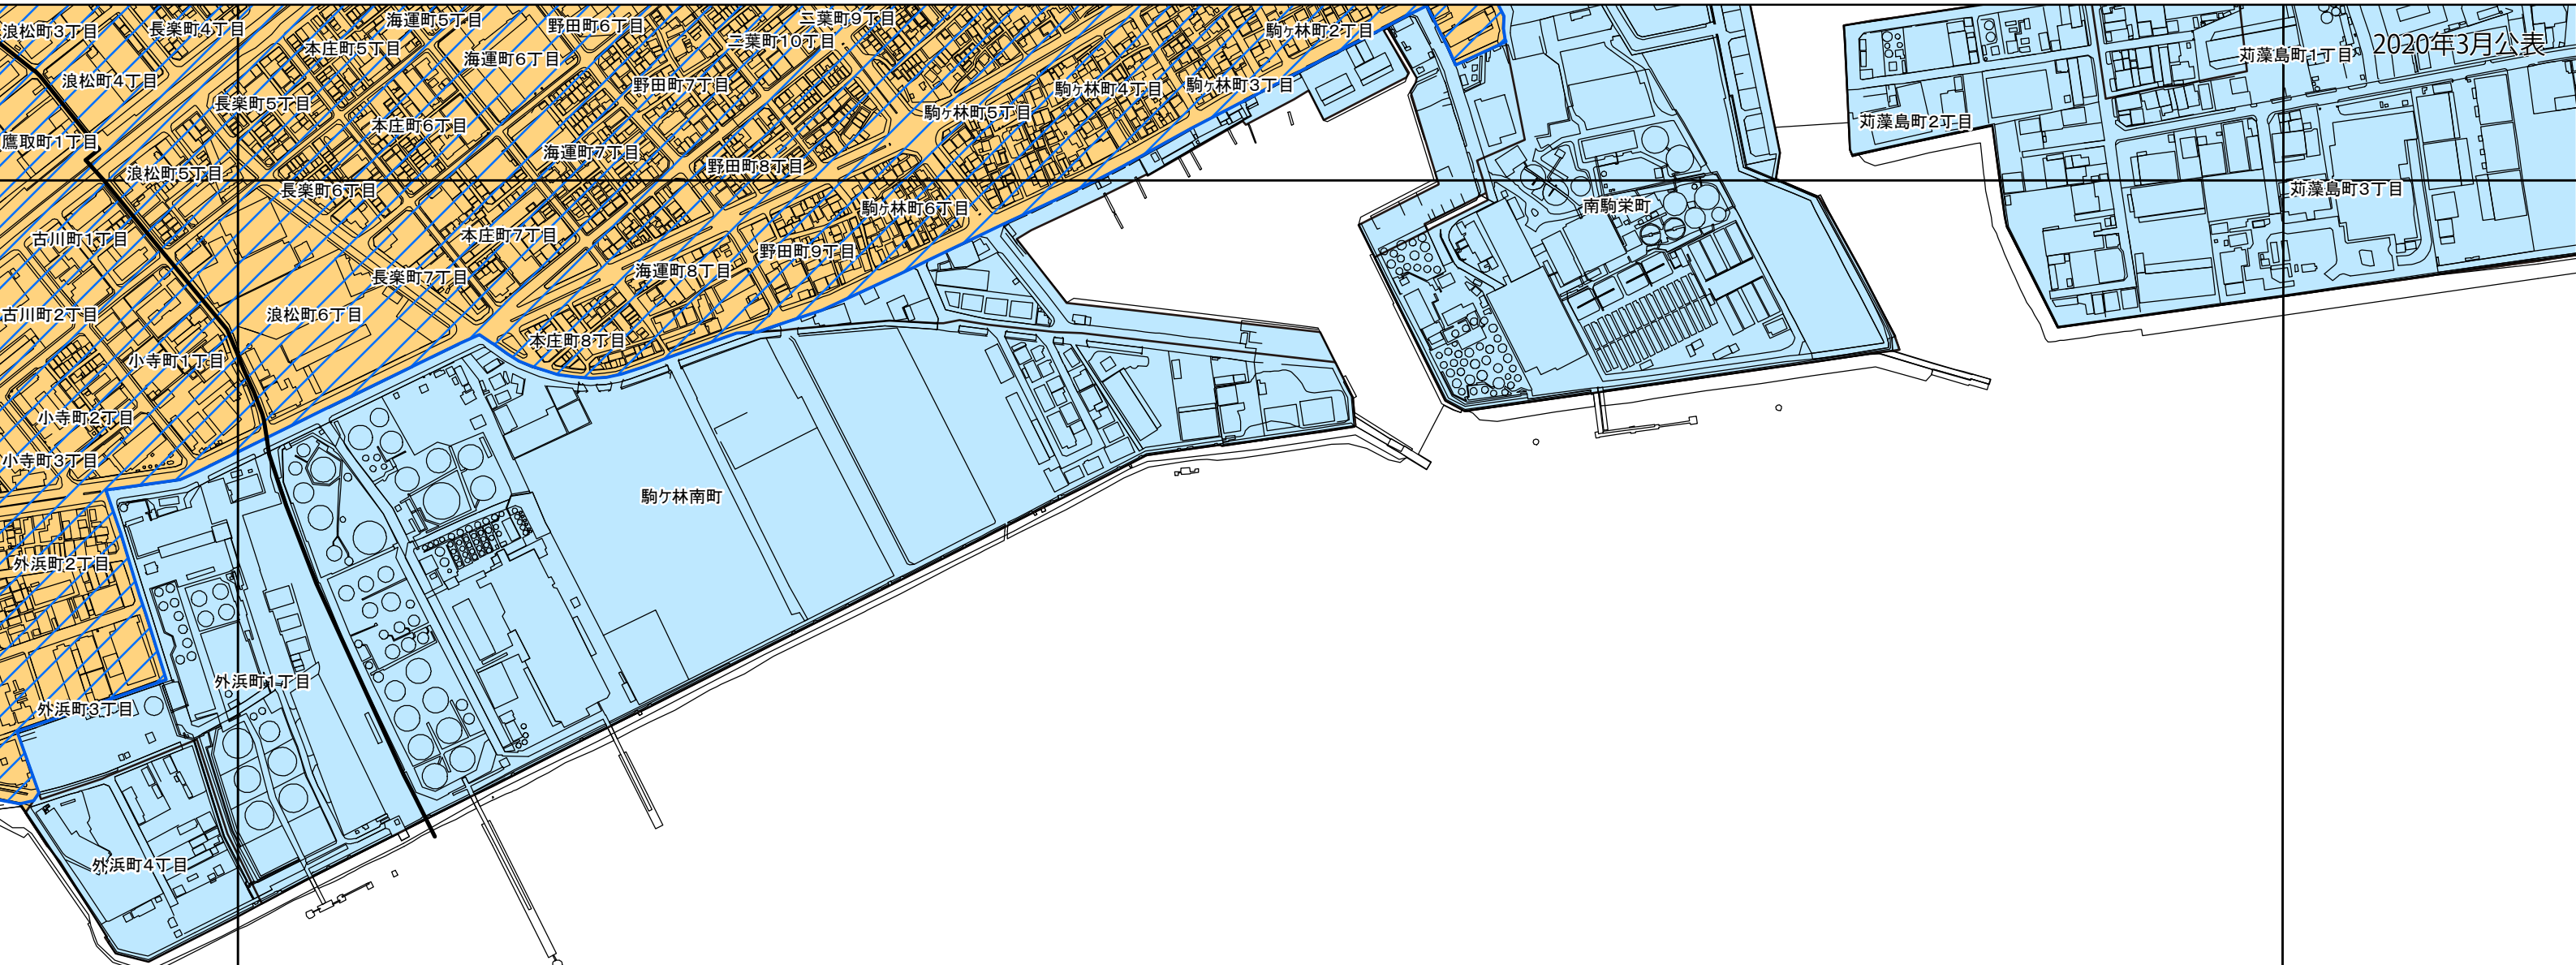 海運町5丁目
二葉町9丁目
野田町6丁目
長楽町4丁目
浪松町3丁目
駒ヶ林町2丁目
二葉町10丁目
2020年3月公表
本庄町5丁目
苅藻島町1丁目
海運町6丁目
浪松町4丁目
野田町7丁目
駒ヶ林町3丁目
駒ヶ林町4丁目
長楽町5丁目
駒ヶ林町5丁目
苅藻島町2丁目
本庄町6丁目
鷹取町1丁目
海運町7丁目
野田町8丁目
浪松町5丁目
苅藻島町3丁目
長楽町6丁目
南駒栄町
駒ヶ林町6丁目
本庄町7丁目
古川町1丁目
野田町9丁目
海運町8丁目
長楽町7丁目
古川町2丁目
浪松町6丁目
本庄町8丁目
小寺町1丁目
小寺町2丁目
小寺町3丁目
駒ケ林南町
外浜町2丁目
外浜町1丁目
外浜町3丁目
外浜町4丁目